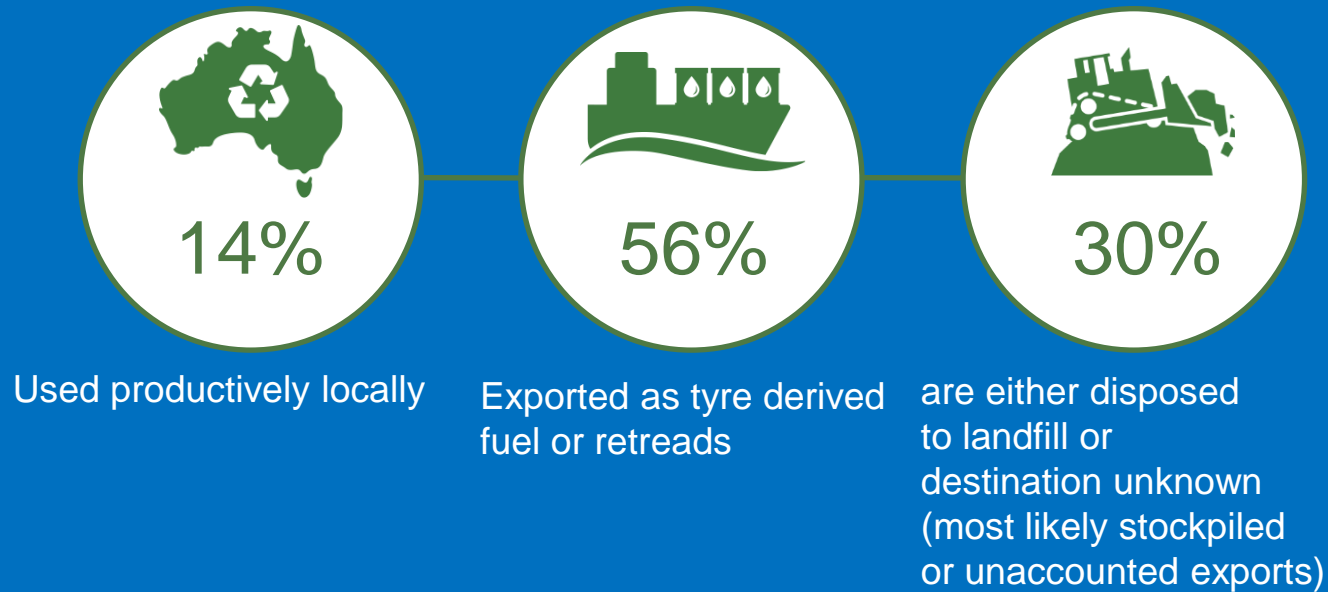 14%
Used productively locally
56%
Exported as tyre derived
fuel or retreads
30%
are either disposed
to landfill or
destination unknown
(most likely stockpiled
or unaccounted exports)